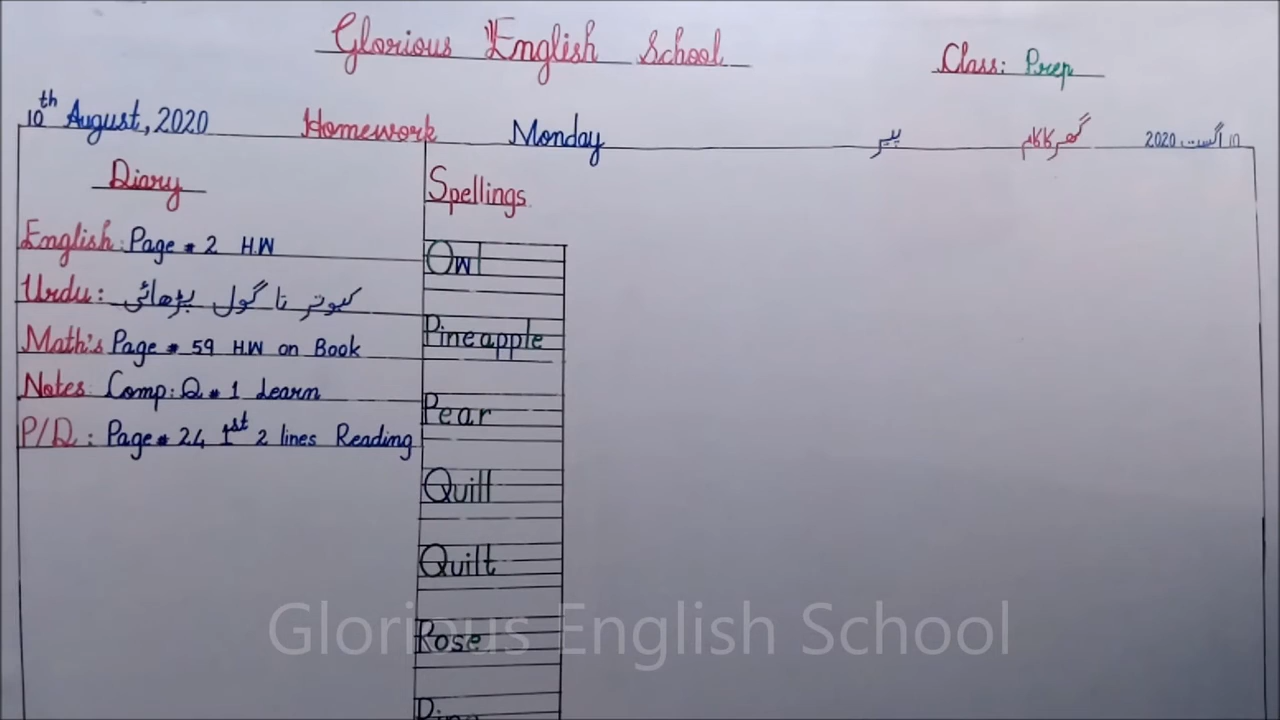 Glorious English School
Class: Prep
10th August, 2020 Homework Monday پیر گھر کا کام 10 اگست 2020
Diary
English: Page # 2 H.W
Urdu: کبوتر تا گول پڑھائی
Math's Page # 59 H.W on Book
Notes: Comp: Q # 1 Learn
P/D: Page # 24 1st 2 lines Reading
Spellings
Owl
Pineapple
Pear
Quill
Quilt
Rose
Glorious English School